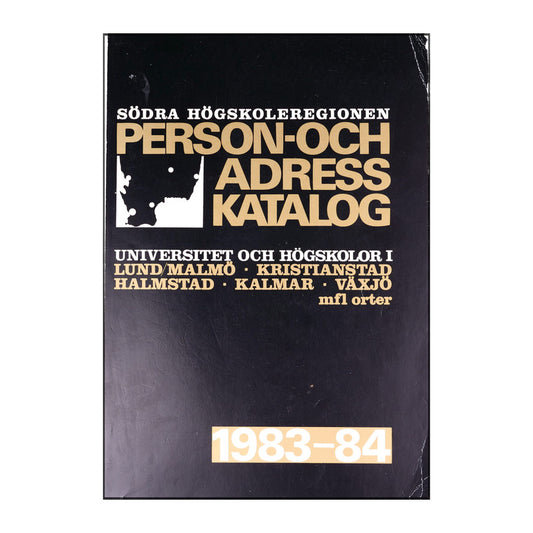 SÖDRA HÖGSKOLEREGIONEN
PERSON-OCH
ADRESS
KATALOG
UNIVERSITET OCH HÖGSKOLOR I
LUND/MALMÖ · KRISTIANSTAD
HALMSTAD · KALMAR · VÄXJÖ
mfl orter
1983-84